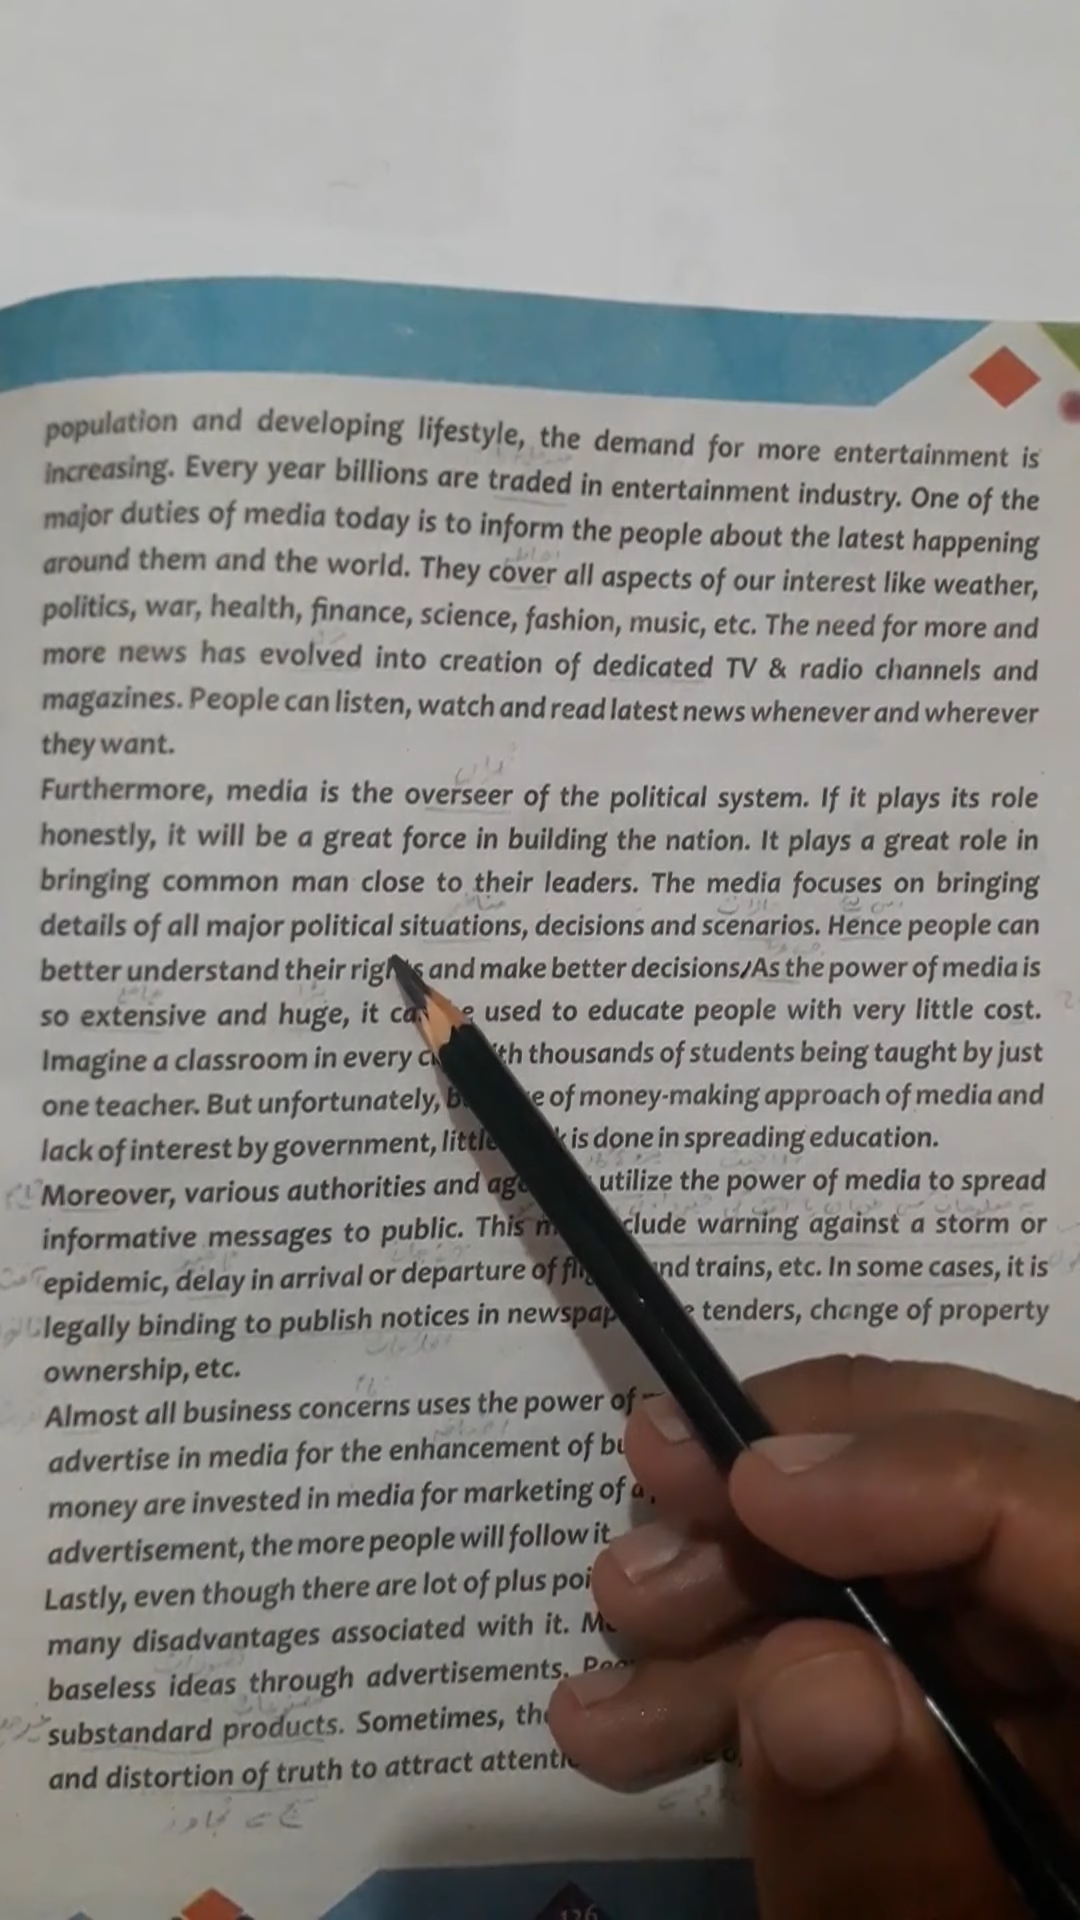 population and developing lifestyle, the demand for more entertainment is
increasing. Every year billions are traded in entertainment industry. One of the
major duties of media today is to inform the people about the latest happening
around them and the world. They cover all aspects of our interest like weather,
politics, war, health, finance, science, fashion, music, etc. The need for more and
more news has evolved into creation of dedicated TV & radio channels and
magazines. People can listen, watch and read latest news whenever and wherever
they want.
Furthermore, media is the overseer of the political system. If it plays its role
honestly, it will be a great force in building the nation. It plays a great role in
bringing common man close to their leaders. The media focuses on bringing
details of all major political situations, decisions and scenarios. Hence people can
better understand their rights and make better decisions/As the power of media is
so extensive and huge, it used to educate people with very little cost.
Imagine a classroom in every thousands of students being taught by just
one teacher. But unfortunately, of money-making approach of media and
lack of interest by government, is done in spreading education.
Moreover, various authorities and utilize the power of media to spread
informative messages to public. This warning against a storm or
epidemic, delay in arrival or departure of and trains, etc. In some cases, it is
legally binding to publish notices in tenders, change of property
ownership, etc.
Almost all business concerns uses the power of
advertise in media for the enhancement of
money are invested in media for marketing of
advertisement, the more people will follow it
Lastly, even though there are lot of plus
many disadvantages associated with it.
baseless ideas through advertisements.
substandard products. Sometimes,
and distortion of truth to attract
126